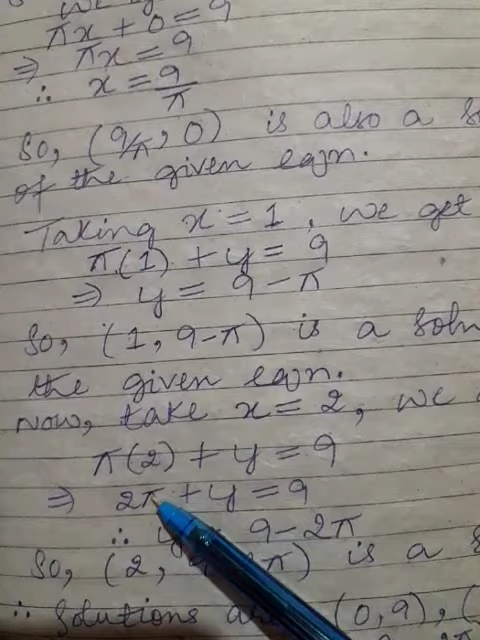 πx + 0 = 9
⇒ πx = 9
∴ x = 9/π
So, (9/π, 0) is also a
of the given eqn.
Taking x = 1, we get
π(1) + y = 9
⇒ y = 9 - π
So, (1, 9-π) is a soln
the given eqn.
Now, take x = 2, we
π(2) + y = 9
⇒ 2π + y = 9
∴ 9 - 2π
So, (2, π) is a
∴ Solutions (0, 9), (